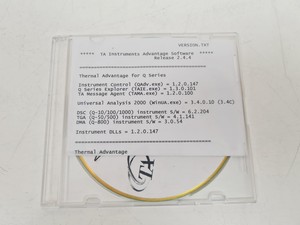 VERSION.TXT
***** TA Instruments Advantage Software *****
Release 2.4.4
Thermal Advantage for Q Series
Instrument Control (QAdv.exe) = 1.2.0.147
Q Series Explorer (TAIE.exe) = 1.3.0.101
TA Message Agent (TAMA.exe) = 1.2.0.100
Universal Analysis 2000 (WinUA.exe) = 3.4.0.10 (3.4C)
DSC (Q-10/100/1000) instrument S/W = 6.2.204
TGA (Q-50/500) instrument S/W = 4.1.141
DMA (Q-800) instrument S/W = 3.0.54
Instrument DLLs = 1.2.0.147
Thermal Advantage